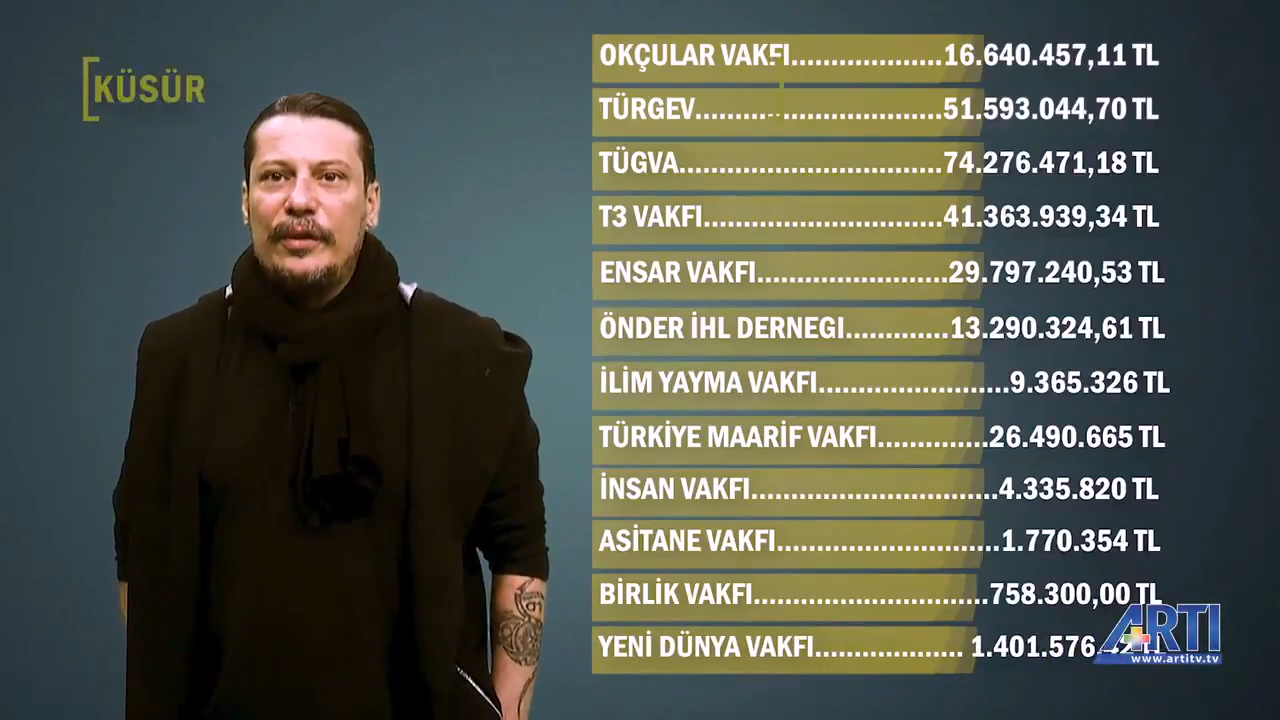 KÜSÜR
OKÇULAR VAKFI...................16.640.457,11 TL
TÜRGEV...............................51.593.044,70 TL
TÜGVA.................................74.276.471,18 TL
T3 VAKFI..............................41.363.939,34 TL
ENSAR VAKFI.......................29.797.240,53 TL
ÖNDER İHL DERNEGI.............13.290.324,61 TL
İLİM YAYMA VAKFI........................9.365.326 TL
TÜRKİYE MAARİF VAKFI..............26.490.665 TL
İNSAN VAKFI...............................4.335.820 TL
ASİTANE VAKFI............................1.770.354 TL
BİRLİK VAKFI..............................758.300,00 TL
YENİ DÜNYA VAKFI...................
ARTI
www.artitv.tv